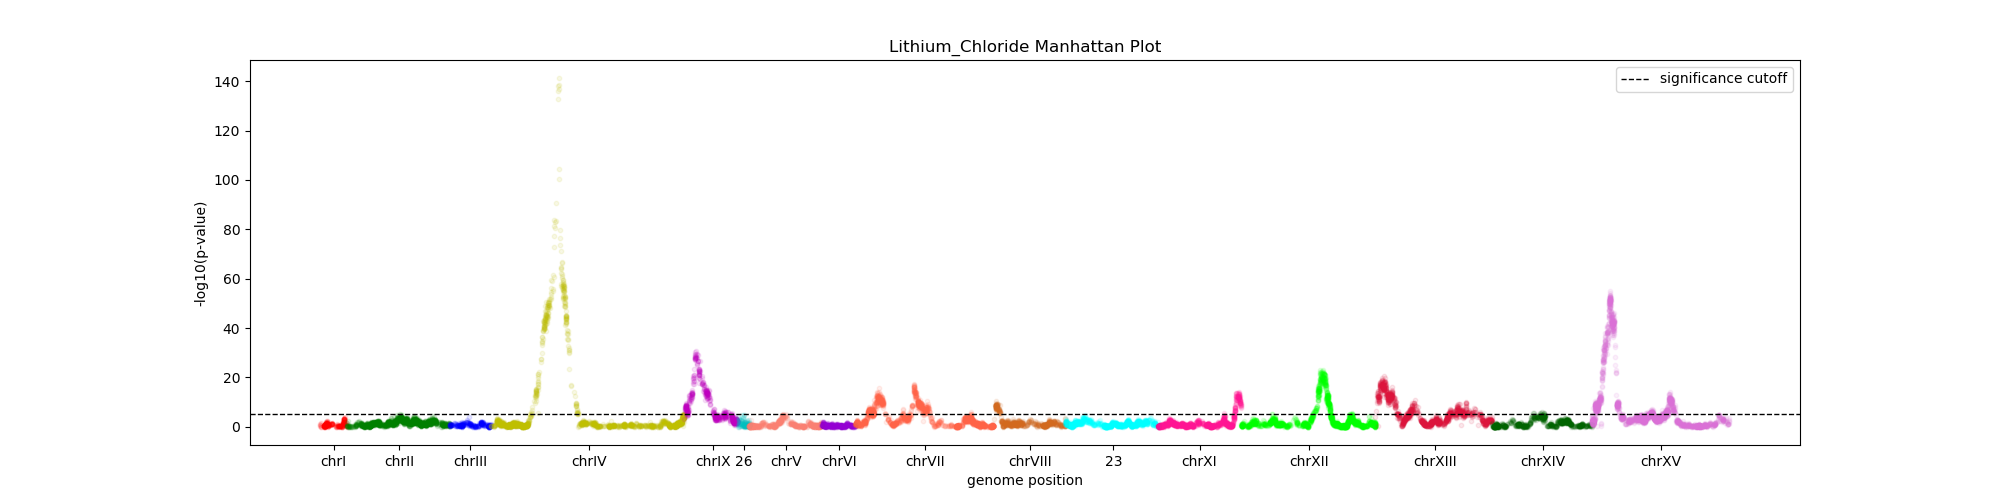 Lithium_Chloride Manhattan Plot
significance cutoff
-log10(p-value)
140
120
100
80
60
40
20
0
chrI chrII chrIII chrIV chrIX 26 chrV chrVI chrVII chrVIII 23 chrXI chrXII chrXIII chrXIV chrXV
genome position